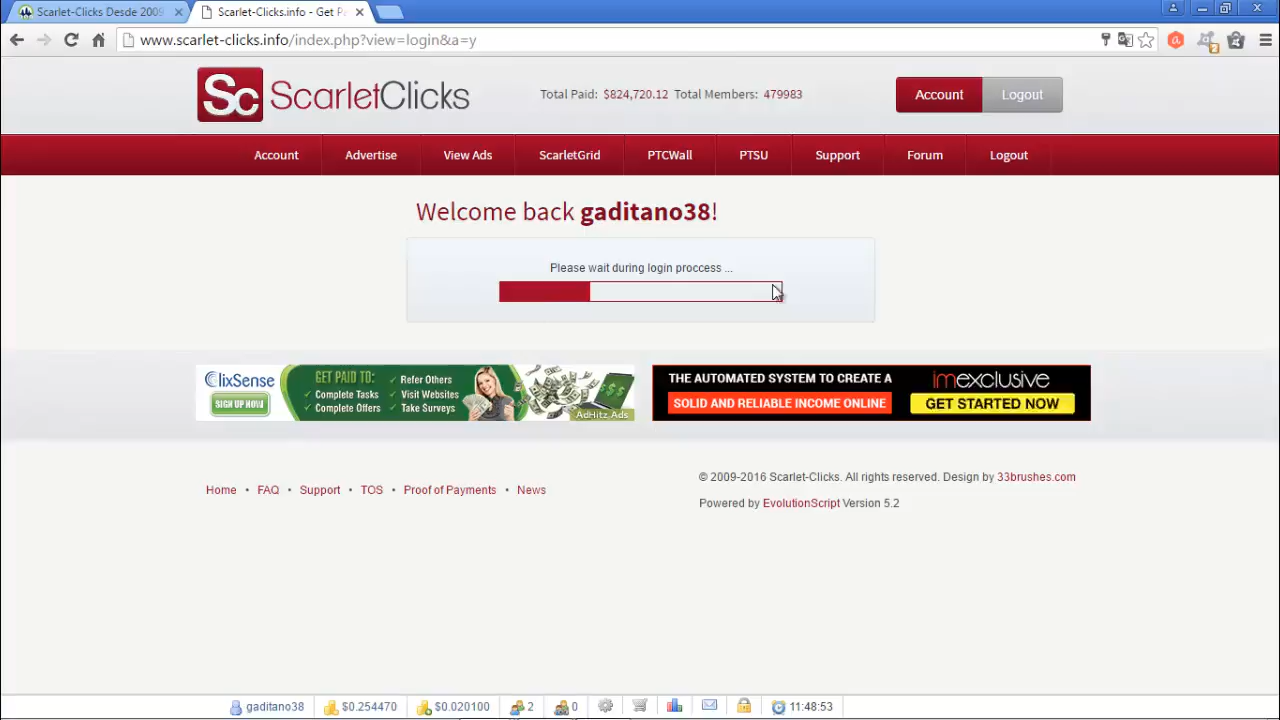 Scarlet-Clicks Desde 2009
Scarlet-Clicks.info - Get P
www.scarlet-clicks.info/index.php?view=login&a=y
Sc ScarletClicks
Total Paid: $824,720.12 Total Members: 479983
Account Logout
Account Advertise View Ads ScarletGrid PTCWall PTSU Support Forum Logout
Welcome back gaditano38!
Please wait during login proccess ...
ClixSense
SIGN UP NOW
GET PAID TO:
✓ Refer Others
✓ Complete Tasks
✓ Visit Websites
✓ Complete Offers
✓ Take Surveys
AdHitz Ads
THE AUTOMATED SYSTEM TO CREATE A
SOLID AND RELIABLE INCOME ONLINE
imexclusive
GET STARTED NOW
© 2009-2016 Scarlet-Clicks. All rights reserved. Design by 33brushes.com
Home • FAQ • Support • TOS • Proof of Payments • News
Powered by EvolutionScript Version 5.2
gaditano38 $0.254470 $0.020100 2 0 11:48:53